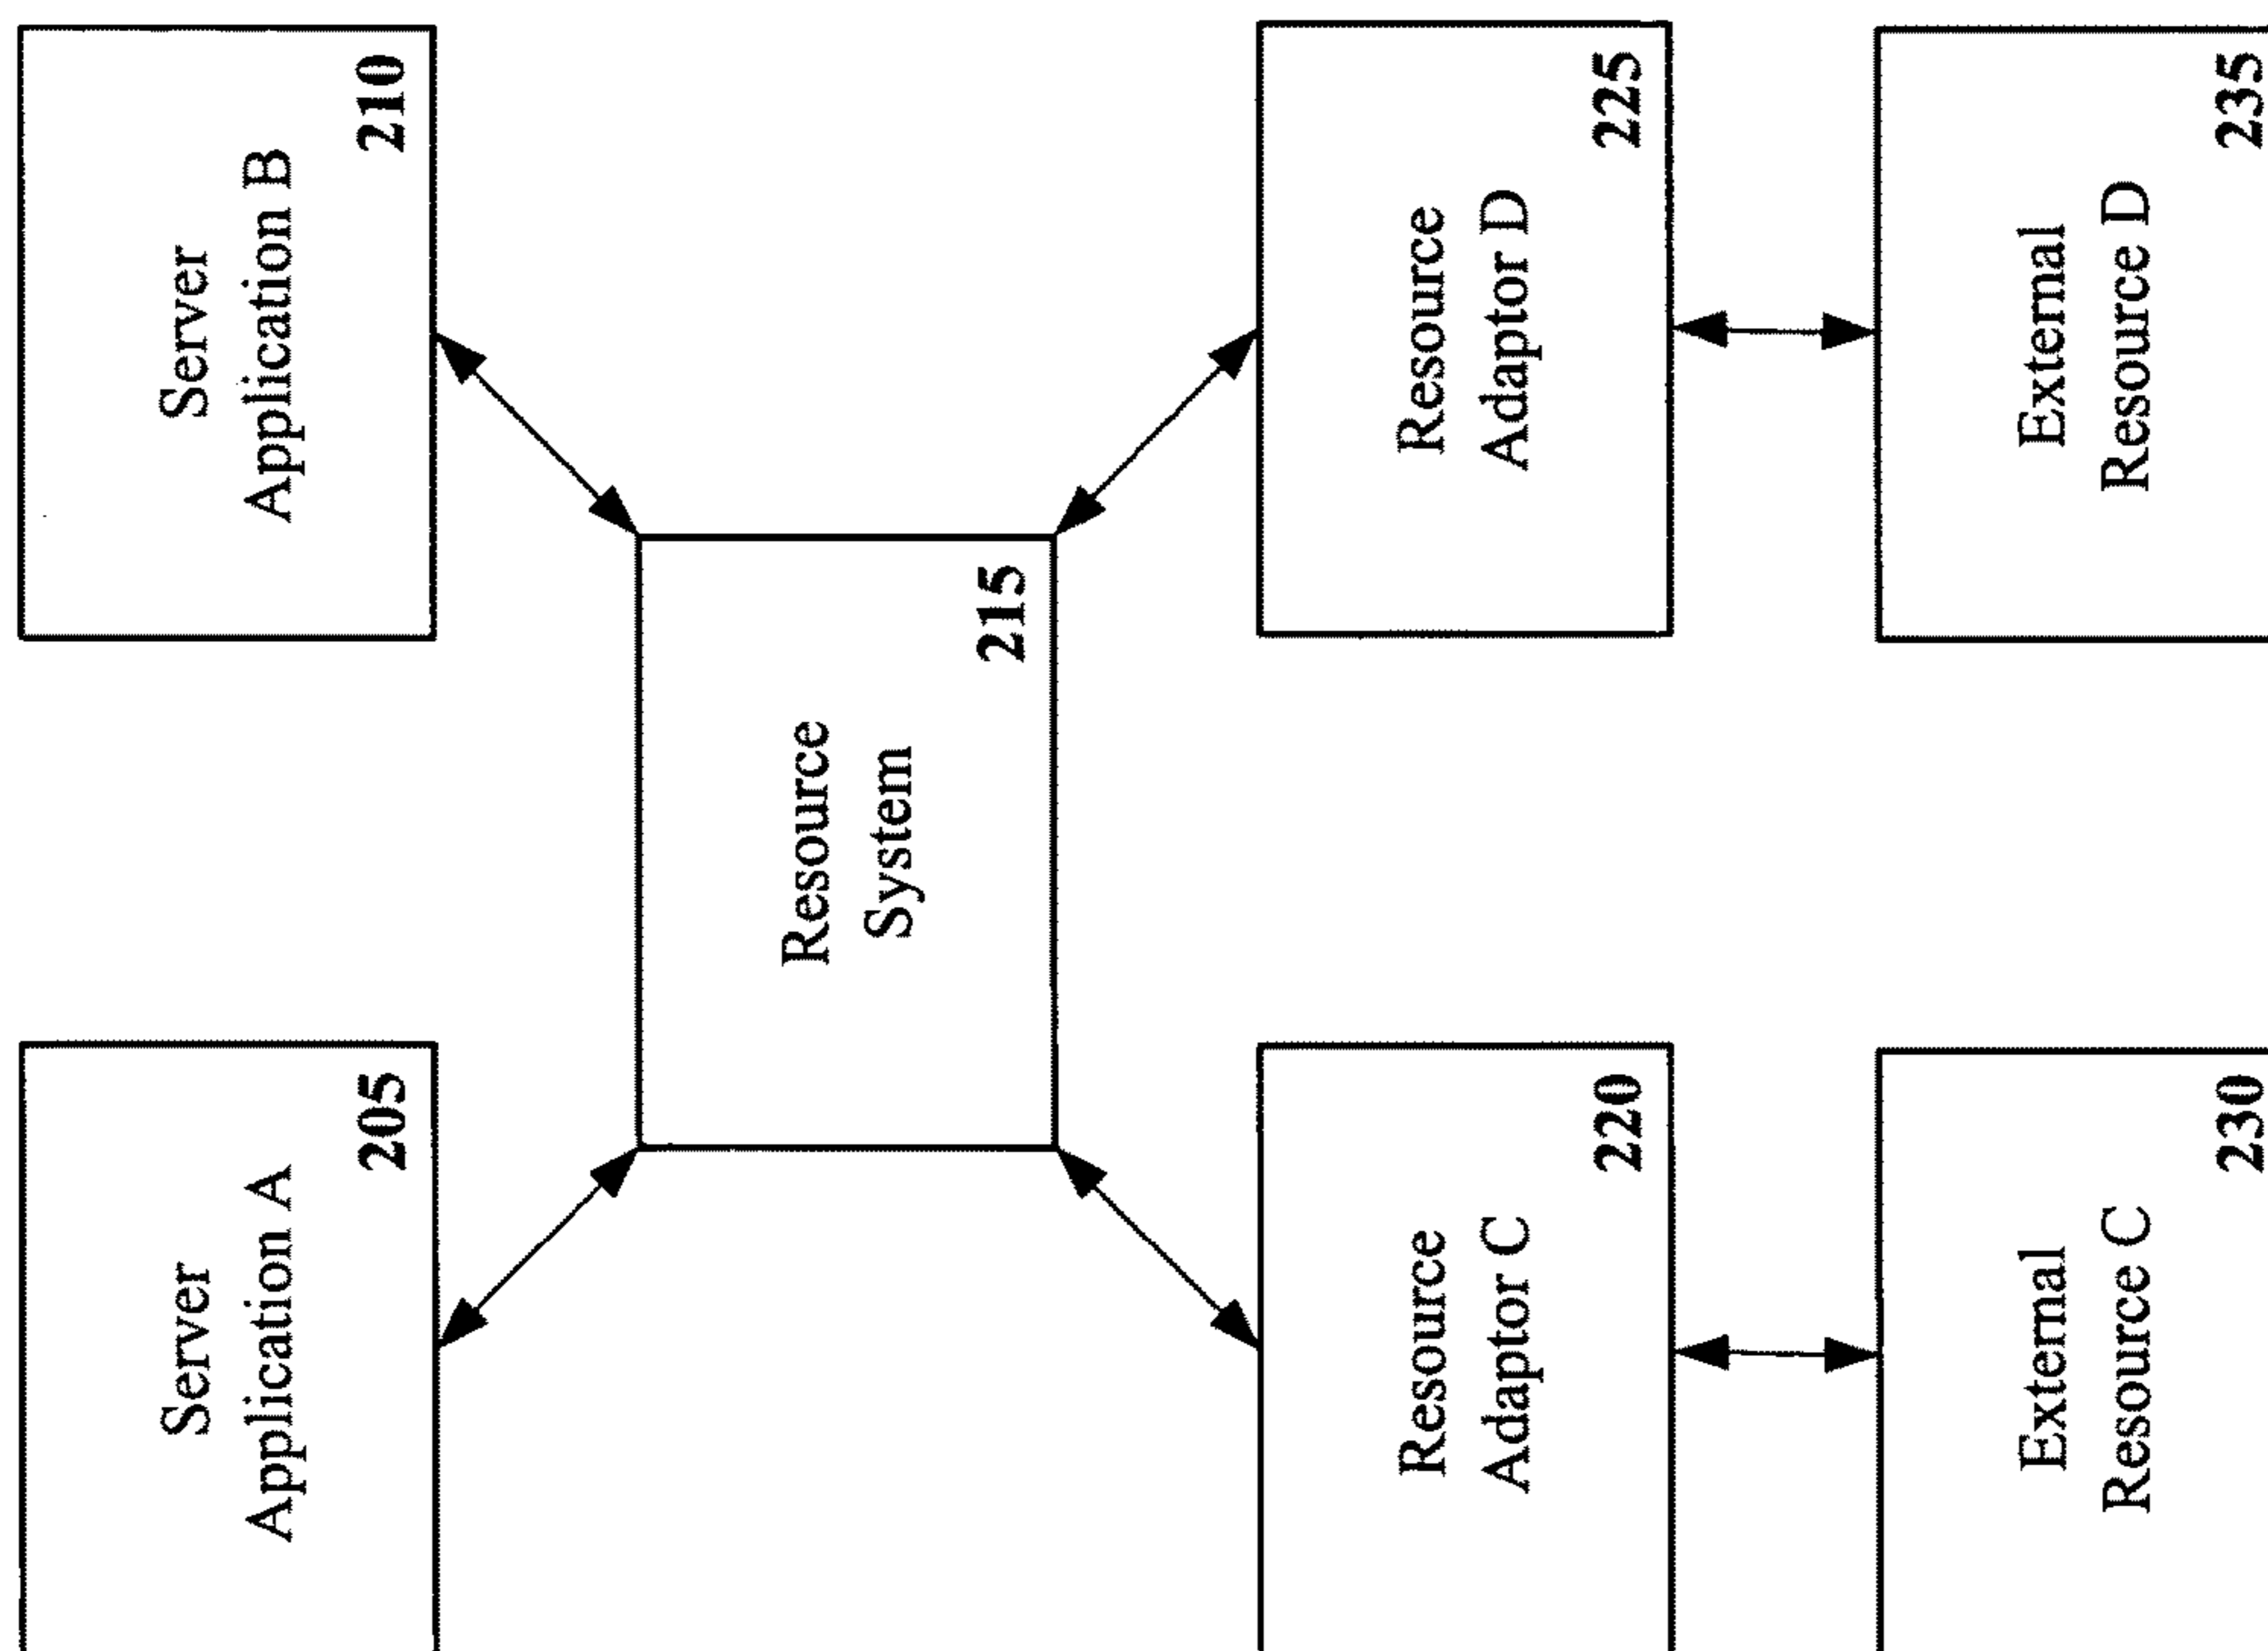 Server
Application A
205
Server
Application B
210
Resource
System
215
Resource
Adaptor C
220
Resource
Adaptor D
225
External
Resource C
230
External
Resource D
235